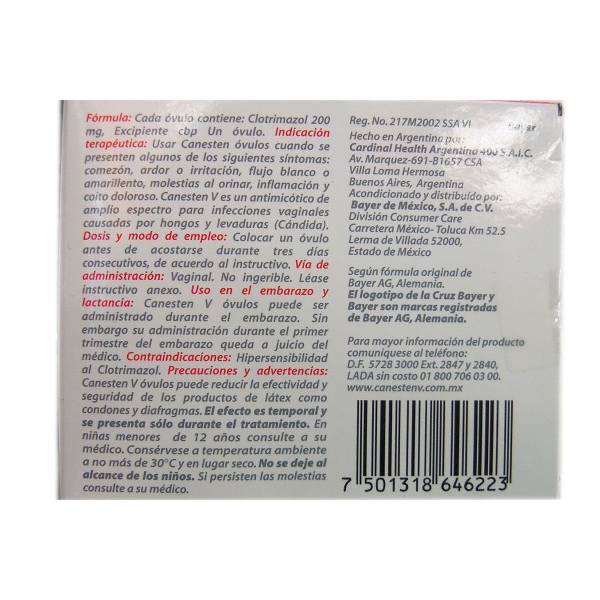 Fórmula: Cada óvulo contiene: Clotrimazol 200
mg, Excipiente cbp Un óvulo. Indicación
terapéutica: Usar Canesten óvulos cuando se
presenten algunos de los siguientes síntomas:
comezón, ardor o irritación, flujo blanco o
amarillento, molestias al orinar, inflamación y
coito doloroso. Canesten V es un antimicótico de
amplio espectro para infecciones vaginales
causadas por hongos y levaduras (Cándida).
Dosis y modo de empleo: Colocar un óvulo
antes de acostarse durante tres días
consecutivos, de acuerdo al instructivo. Vía de
administración: Vaginal. No ingerible. Léase
instructivo anexo. Uso en el embarazo y
lactancia: Canesten V óvulos puede ser
administrado durante el embarazo. Sin
embargo su administración durante el primer
trimestre del embarazo queda a juicio del
médico. Contraindicaciones: Hipersensibilidad
al Clotrimazol. Precauciones y advertencias:
Canesten V óvulos puede reducir la efectividad y
seguridad de los productos de látex como
condones y diafragmas. El efecto es temporal y
se presenta sólo durante el tratamiento. En
niñas menores de 12 años consulte a su
médico. Consérvese a temperatura ambiente
a no más de 30°C y en lugar seco. No se deje al
alcance de los niños. Si persisten las molestias
consulte a su médico.
Reg. No. 217M2002 SSA VI
Bayer
Hecho en Argentina por:
Cardinal Health Argentina 400 S.A.I.C.
Av. Marquez-691-B1657 CSA
Villa Loma Hermosa
Buenos Aires, Argentina
Acondicionado y distribuido por:
Bayer de México, S.A. de C.V.
División Consumer Care
Carretera México- Toluca Km 52.5
Lerma de Villada 52000,
Estado de México
Según fórmula original de
Bayer AG, Alemania.
El logotipo de la Cruz Bayer y
Bayer son marcas registradas
de Bayer AG, Alemania.
Para mayor información del producto
comuníquese al teléfono:
D.F. 5728 3000 Ext. 2847 y 2840,
LADA sin costo 01 800 706 03 00.
www.canestenv.com.mx
7 501318 646223